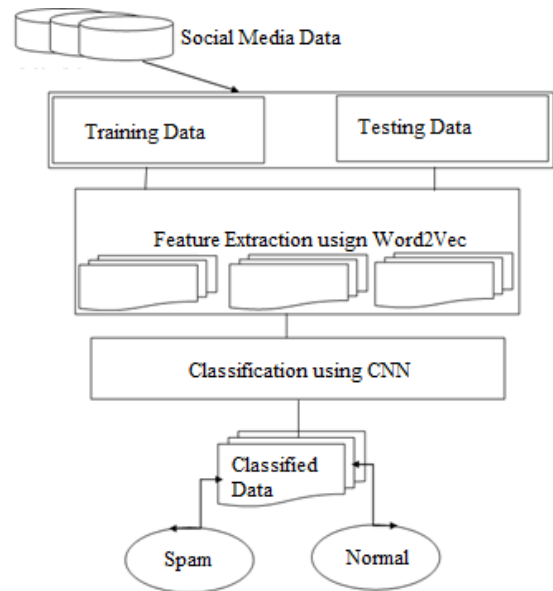 Social Media Data
Training Data
Testing Data
Feature Extraction usign Word2Vec
Classification using CNN
Classified
Data
Spam
Normal